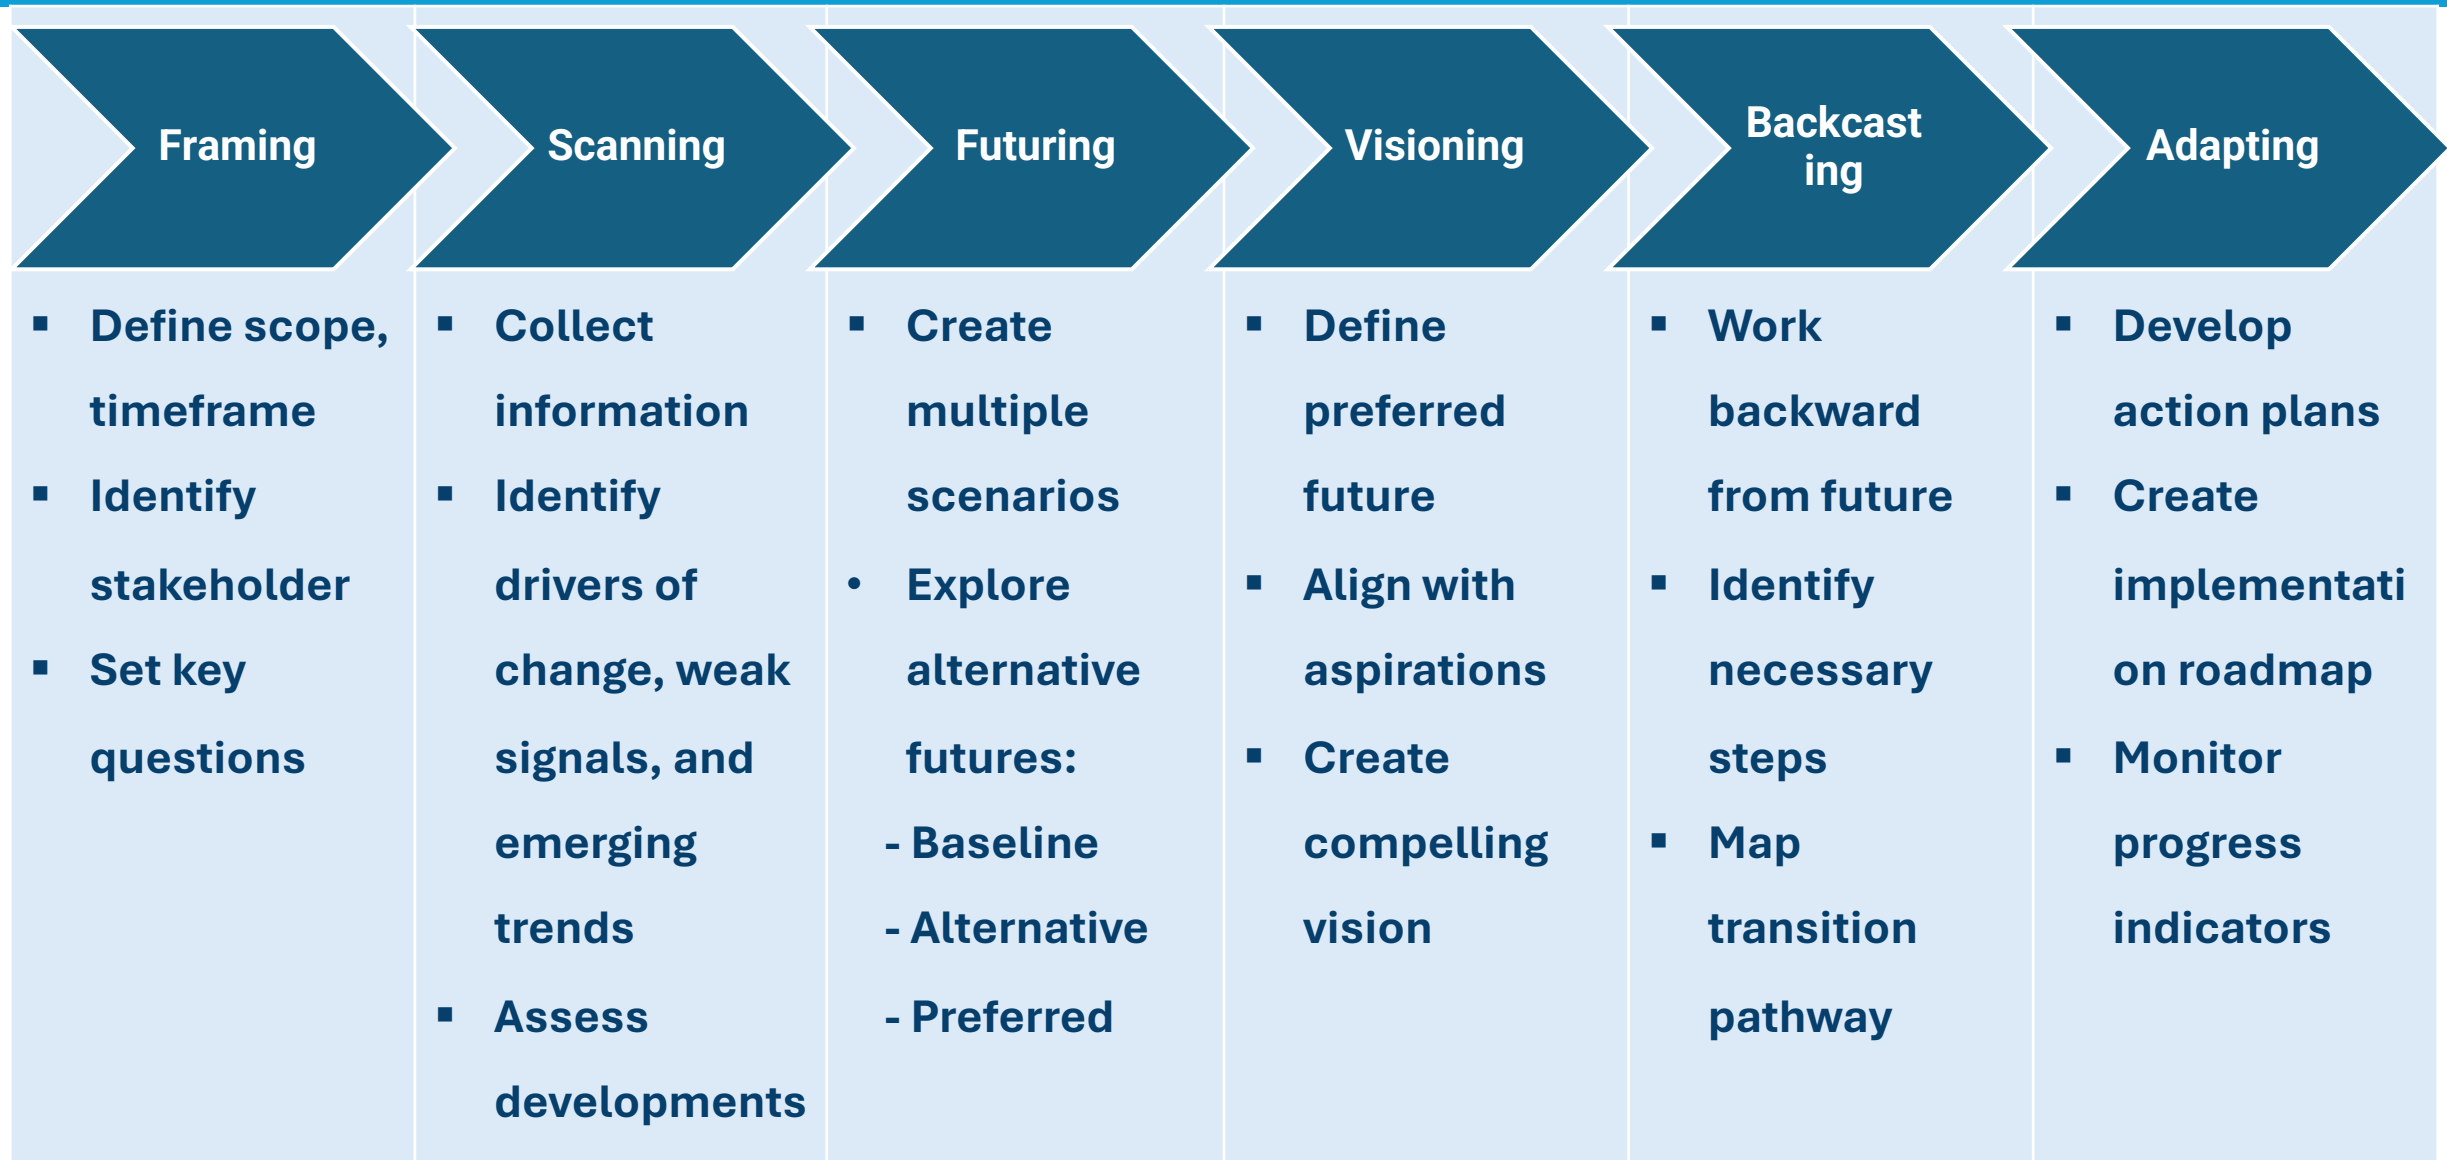 Framing
Scanning
Futuring
Visioning
Backcast
ing
Adapting
▪ Define scope,
timeframe
▪ Identify
stakeholder
▪ Set key
questions
▪ Collect
information
▪ Identify
drivers of
change, weak
signals, and
emerging
trends
▪ Assess
developments
▪ Create
multiple
scenarios
• Explore
alternative
futures:
- Baseline
- Alternative
- Preferred
▪ Define
preferred
future
▪ Align with
aspirations
▪ Create
compelling
vision
▪ Work
backward
from future
▪ Identify
necessary
steps
▪ Map
transition
pathway
▪ Develop
action plans
▪ Create
implementati
on roadmap
▪ Monitor
progress
indicators